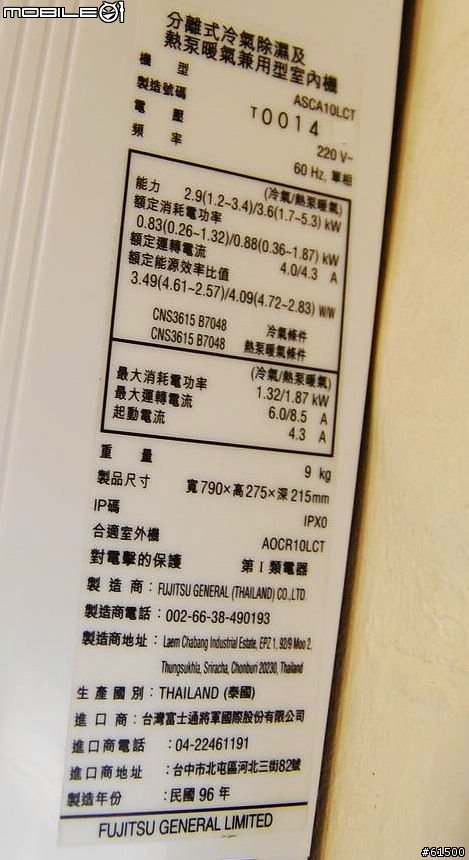 MOBILE01
分離式冷氣除濕及
熱泵暖氣兼用型室內機
機 型 ASCA10LCT
製造號碼 T0014
電 壓 220 V~
頻 率 60 Hz, 單相
(冷氣/熱泵暖氣)
能力 2.9(1.2~3.4)/3.6(1.7~5.3) kW
額定消耗電功率
0.83(0.26~1.32)/0.88(0.36~1.87) kW
額定運轉電流 4.0/4.3 A
額定能源效率比值
3.49(4.61~2.57)/4.09(4.72~2.83) W/W
CNS3615 B7048 冷氣條件
CNS3615 B7048 熱泵暖氣條件
(冷氣/熱泵暖氣)
最大消耗電功率 1.32/1.87 kW
最大運轉電流 6.0/8.5 A
起動電流 4.3 A
重 量 9 kg
製品尺寸 寬790×高275×深215mm
IP碼 IPX0
合適室外機 AOCR10LCT
對電擊的保護 第 I 類電器
製 造 商：FUJITSU GENERAL (THAILAND) CO.,LTD.
製造商電話：002-66-38-490193
製造商地址：Laem Chabang Industrial Estate, EPZ 1, 92/9 Moo 2,
Thungsukhla, Sriracha, Chonburi 20230, Thailand
生 產 國 別：THAILAND (泰國)
進 口 商：台灣富士通將軍國際股份有限公司
進口商電話：04-22461191
進口商地址：台中市北屯區河北三街82號
製造年份：民國 96 年
FUJITSU GENERAL LIMITED
#61500